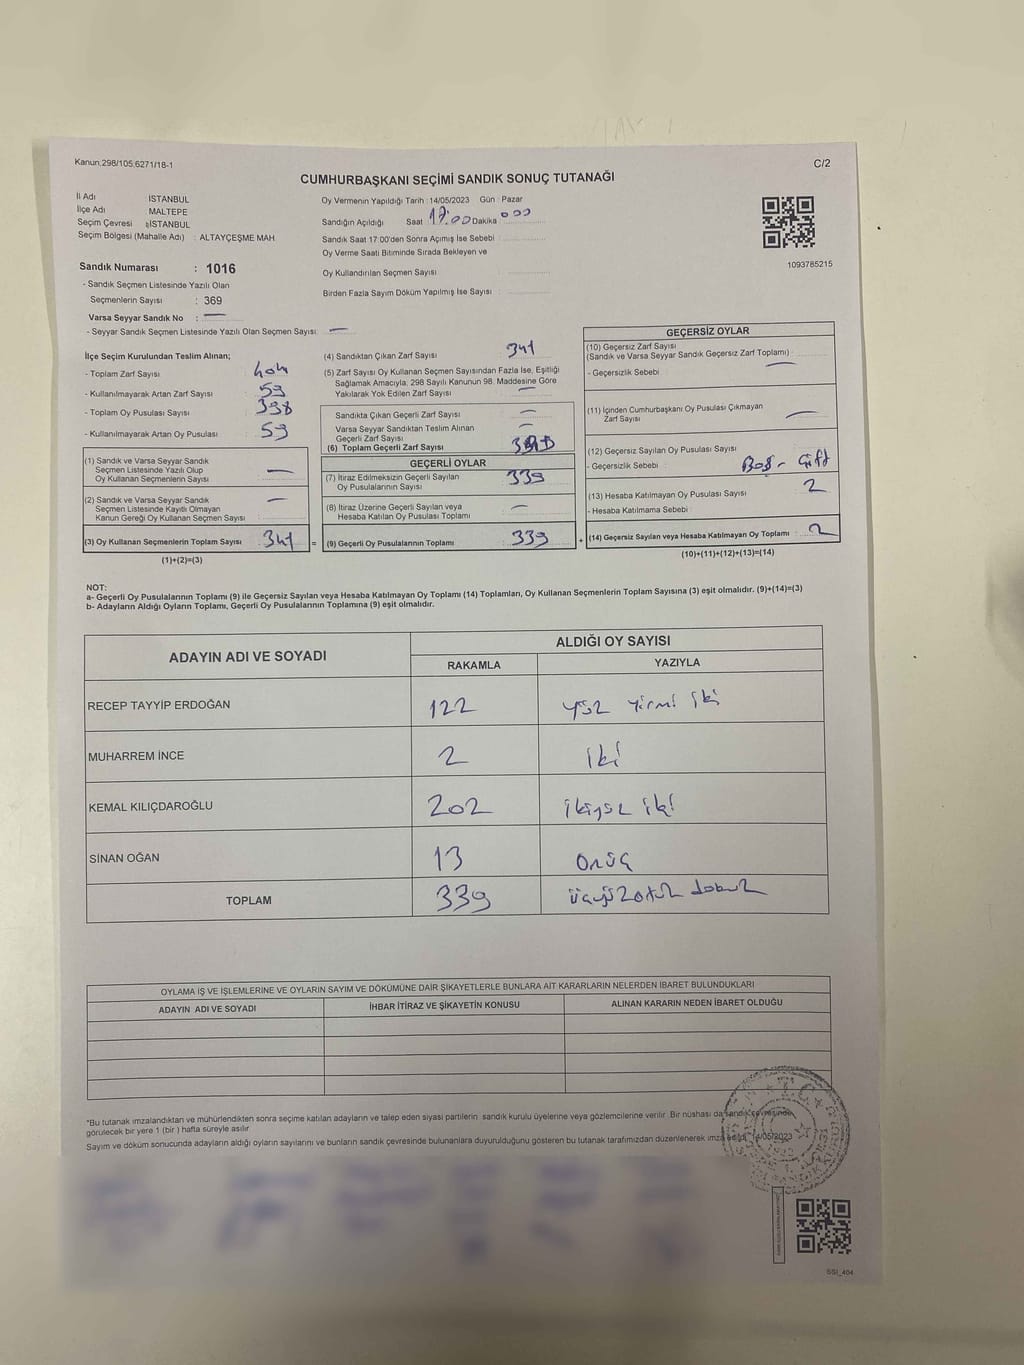 Kanun.298/105.6271/18-1
C/2
CUMHURBAŞKANI SEÇİMİ SANDIK SONUÇ TUTANAĞI
İl Adı İSTANBUL
İlçe Adı MALTEPE
Seçim Çevresi İSTANBUL
Seçim Bölgesi (Mahalle Adı) : ALTAYÇEŞME MAH.
Sandık Numarası : 1016
- Sandık Seçmen Listesinde Yazılı Olan
Seçmenlerin Sayısı : 369
Varsa Seyyar Sandık No : —
- Seyyar Sandık Seçmen Listesinde Yazılı Olan Seçmen Sayısı: —
Oy Vermenin Yapıldığı Tarih :14/05/2023 Gün : Pazar
Sandığın Açıldığı Saat 17:00 Dakika 000
Sandık Saat 17:00'den Sonra Açılmış İse Sebebi :
Oy Verme Saati Bitiminde Sırada Bekleyen ve
Oy Kullandırılan Seçmen Sayısı :
Birden Fazla Sayım Döküm Yapılmış İse Sayısı :
1093785215
İlçe Seçim Kurulundan Teslim Alınan;
- Toplam Zarf Sayısı : 404
- Kullanılmayarak Artan Zarf Sayısı : 59
- Toplam Oy Pusulası Sayısı : 398
- Kullanılmayarak Artan Oy Pusulası : 59
(1) Sandık ve Varsa Seyyar Sandık
Seçmen Listesinde Yazılı Olup
Oy Kullanan Seçmenlerin Sayısı : —
(2) Sandık ve Varsa Seyyar Sandık
Seçmen Listesinde Kayıtlı Olmayan
Kanun Gereği Oy Kullanan Seçmen Sayısı : —
(3) Oy Kullanan Seçmenlerin Toplam Sayısı : 341
(1)+(2)=(3)
(4) Sandıktan Çıkan Zarf Sayısı : 341
(5) Zarf Sayısı Oy Kullanan Seçmen Sayısından Fazla İse, Eşitliği
Sağlamak Amacıyla, 298 Sayılı Kanunun 98. Maddesine Göre
Yakılarak Yok Edilen Zarf Sayısı : —
Sandıkta Çıkan Geçerli Zarf Sayısı : —
Varsa Seyyar Sandıktan Teslim Alınan
Geçerli Zarf Sayısı : —
(6) Toplam Geçerli Zarf Sayısı :
GEÇERLİ OYLAR
(7) İtiraz Edilmeksizin Geçerli Sayılan
Oy Pusulalarının Sayısı : 339
(8) İtiraz Üzerine Geçerli Sayılan veya
Hesaba Katılan Oy Pusulası Toplamı : —
= (9) Geçerli Oy Pusulalarının Toplamı : 339
GEÇERSİZ OYLAR
(10) Geçersiz Zarf Sayısı
(Sandık ve Varsa Seyyar Sandık Geçersiz Zarf Toplamı) : —
- Geçersizlik Sebebi :
(11) İçinden Cumhurbaşkanı Oy Pusulası Çıkmayan
Zarf Sayısı : —
(12) Geçersiz Sayılan Oy Pusulası Sayısı :
- Geçersizlik Sebebi : Boş - Çift
(13) Hesaba Katılmayan Oy Pusulası Sayısı : 2
- Hesaba Katılmama Sebebi :
+ (14) Geçersiz Sayılan veya Hesaba Katılmayan Oy Toplamı : 2
(10)+(11)+(12)+(13)=(14)
NOT:
a- Geçerli Oy Pusulalarının Toplamı (9) ile Geçersiz Sayılan veya Hesaba Katılmayan Oy Toplamı (14) Toplamları, Oy Kullanan Seçmenlerin Toplam Sayısına (3) eşit olmalıdır. (9)+(14)=(3)
b- Adayların Aldığı Oyların Toplamı, Geçerli Oy Pusulalarının Toplamına (9) eşit olmalıdır.
ADAYIN ADI VE SOYADI
ALDIĞI OY SAYISI
RAKAMLA YAZIYLA
RECEP TAYYİP ERDOĞAN 122 yüz yirmi iki
MUHARREM İNCE 2 iki
KEMAL KILIÇDAROĞLU 202 ikiyüz iki
SİNAN OĞAN 13 onüç
TOPLAM 339 üçyüzotuz dokuz
OYLAMA İŞ VE İŞLEMLERİNE VE OYLARIN SAYIM VE DÖKÜMÜNE DAİR ŞİKAYETLERLE BUNLARA AİT KARARLARIN NELERDEN İBARET BULUNDUKLARI
ADAYIN ADI VE SOYADI İHBAR İTİRAZ VE ŞİKAYETİN KONUSU ALINAN KARARIN NEDEN İBARET OLDUĞU
*Bu tutanak imzalandıktan ve mühürlendikten sonra seçime katılan adayların ve talep eden siyasi partilerin sandık kurulu üyelerine veya gözlemcilerine verilir. Bir nüshası da sandık çevresinde
görülecek bir yere 1 (bir ) hafta süreyle asılır.
Sayım ve döküm sonucunda adayların aldığı oyların sayılarını ve bunların sandık çevresinde bulunanlara duyurulduğunu gösteren bu tutanak tarafımızdan düzenlenerek imza edildi. 14/05/2023
T.C.
SSI_404